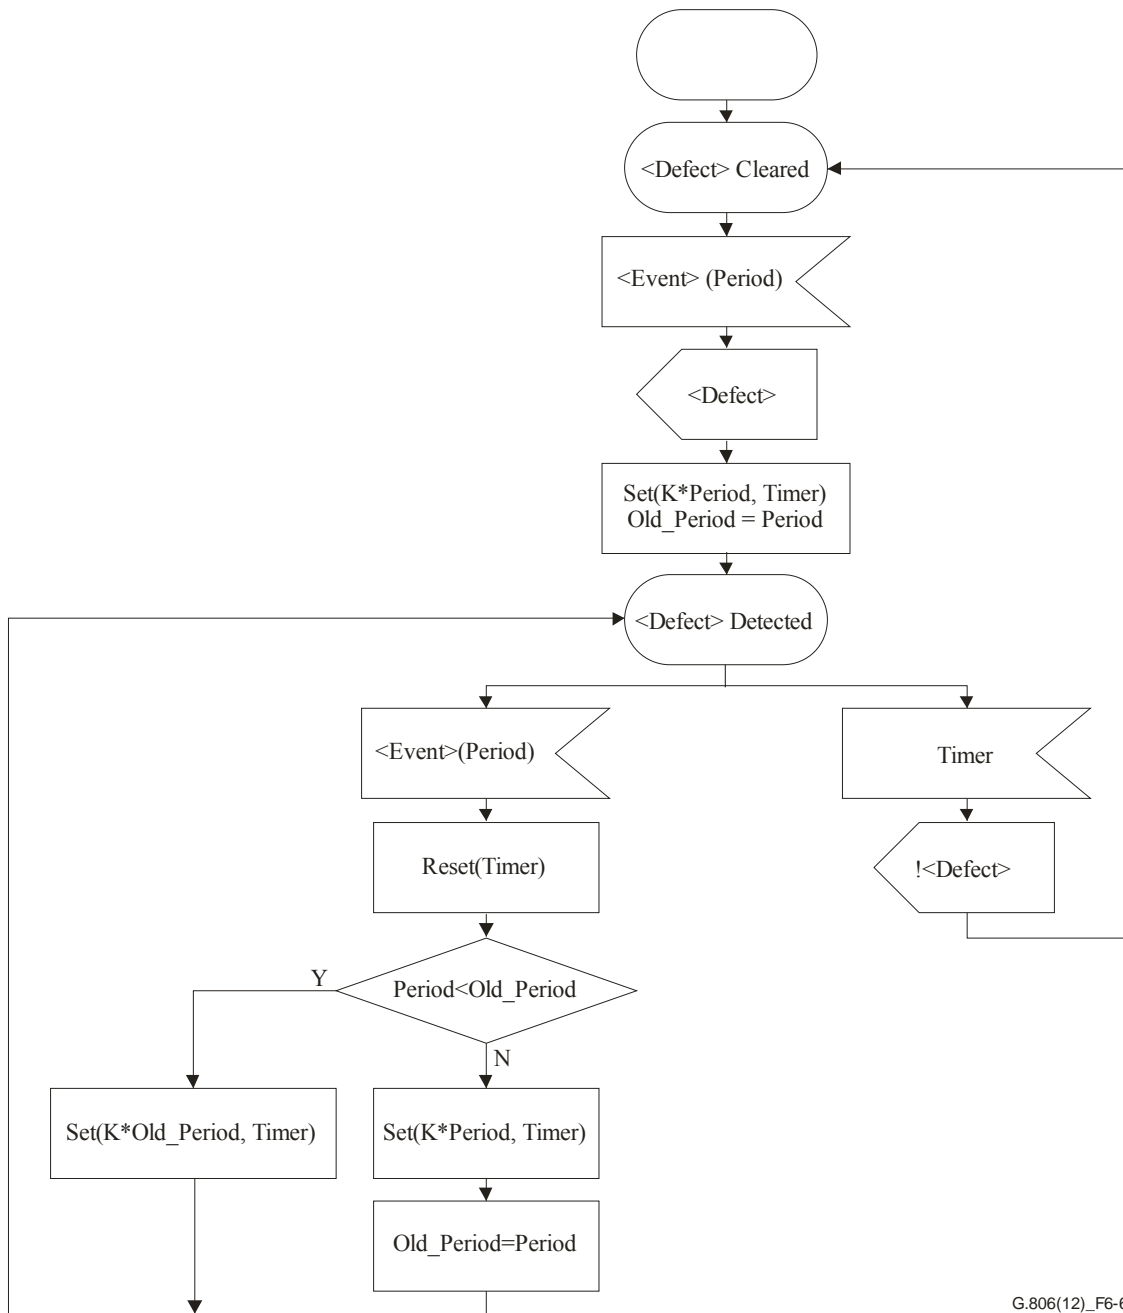 <Defect> Cleared
<Event> (Period)
<Defect>
Set(K*Period, Timer)
Old_Period = Period
<Defect> Detected
<Event>(Period)
Timer
Reset(Timer)
!<Defect>
Y
Period<Old_Period
N
Set(K*Old_Period, Timer)
Set(K*Period, Timer)
Old_Period=Period
G.806(12)_F6-6